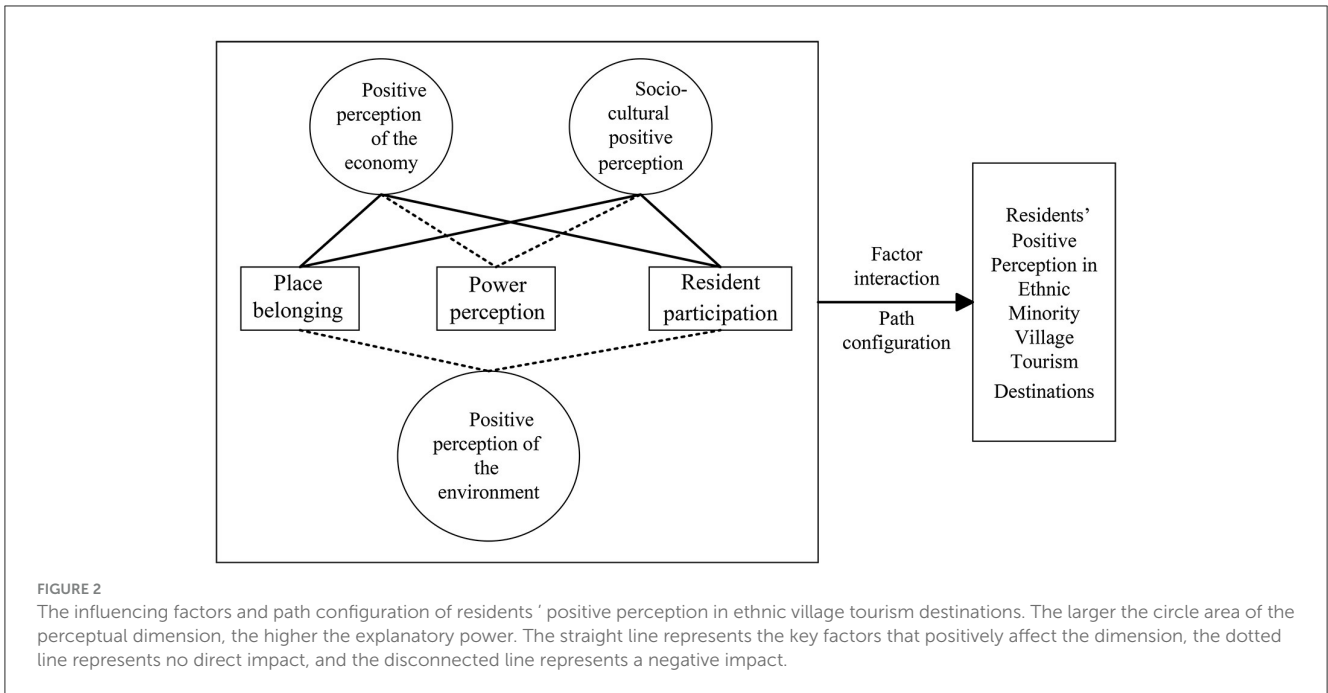 Positive
perception
of the
economy
Socio-
cultural
positive
perception
Place
belonging
Power
perception
Resident
participation
Positive
perception of
the
environment
Factor
interaction
Path
configuration
Residents’
Positive
Perception in
Ethnic
Minority
Village
Tourism
Destinations
FIGURE 2
The influencing factors and path configuration of residents ‘ positive perception in ethnic village tourism destinations. The larger the circle area of the
perceptual dimension, the higher the explanatory power. The straight line represents the key factors that positively affect the dimension, the dotted
line represents no direct impact, and the disconnected line represents a negative impact.